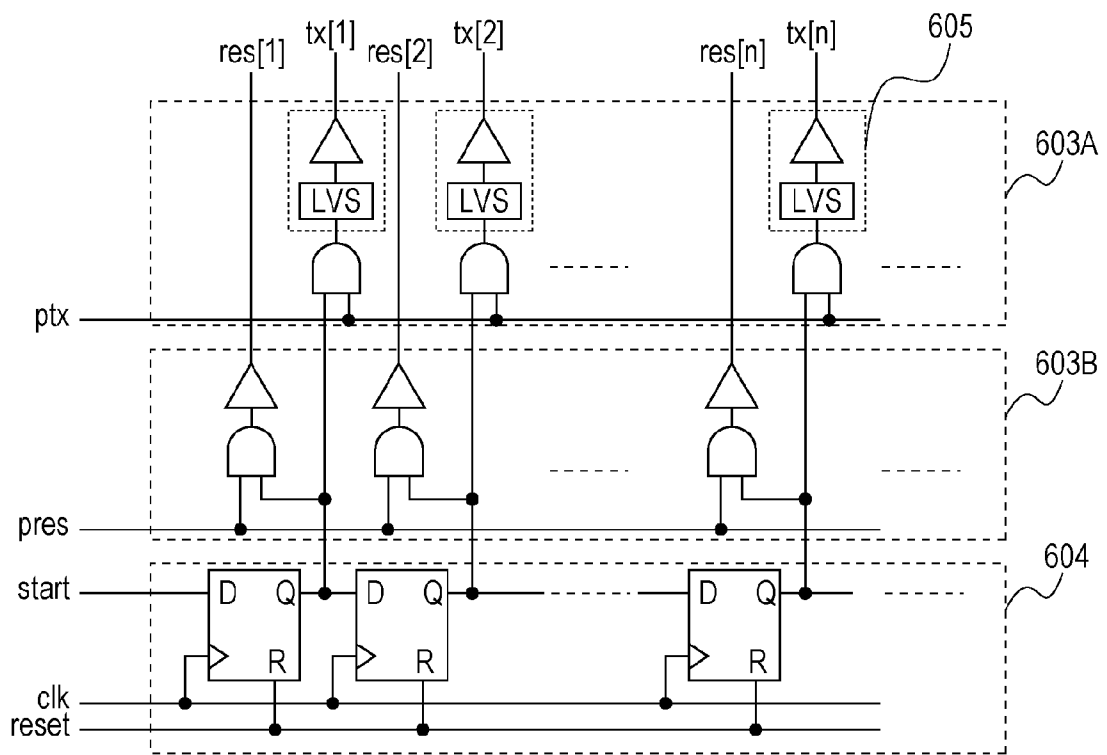 res[1] tx[1] res[2] tx[2] res[n] tx[n] 605
603A
LVS LVS LVS
ptx
603B
pres
604
start
D Q D Q D Q
R R R
clk
reset